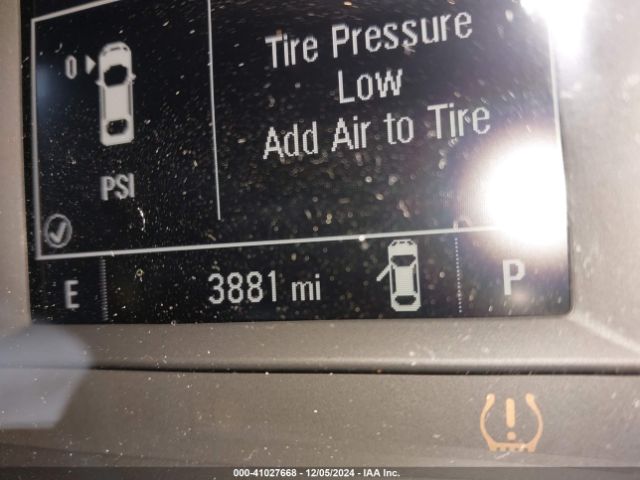 0
PSI
Tire Pressure
Low
Add Air to Tire
E
3881 mi
P
000-41027668 - 12/05/2024 - IAA Inc.